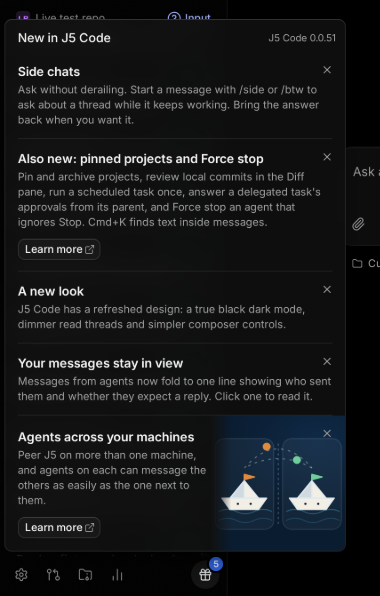 LR Live test repo
Input
New in J5 Code
J5 Code 0.0.51
Side chats
Ask without derailing. Start a message with /side or /btw to
ask about a thread while it keeps working. Bring the
answer back when you want it.
Also new: pinned projects and Force stop
Pin and archive projects, review local commits in the Diff
pane, run a scheduled task once, answer a delegated task's
approvals from its parent, and Force stop an agent that
ignores Stop. Cmd+K finds text inside messages.
Learn more
A new look
J5 Code has a refreshed design: a true black dark mode,
dimmer read threads and simpler composer controls.
Your messages stay in view
Messages from agents now fold to one line showing who sent
them and whether they expect a reply. Click one to read it.
Agents across your machines
Peer J5 on more than one machine,
and agents on each can message the
others as easily as the one next to
them.
Learn more
Ask a
Cu
5